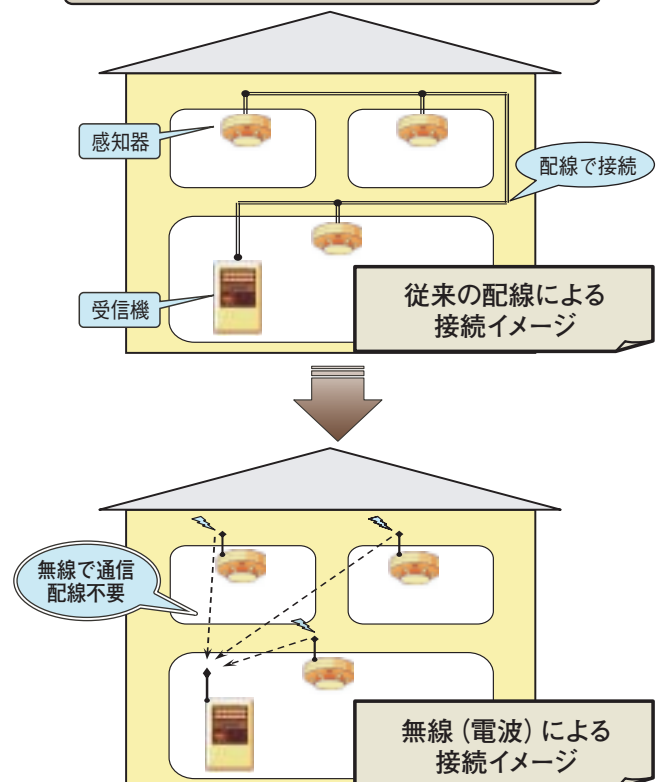 感知器
配線で接続
受信機
従来の配線による
接続イメージ
無線で通信
配線不要
無線（電波）による
接続イメージ